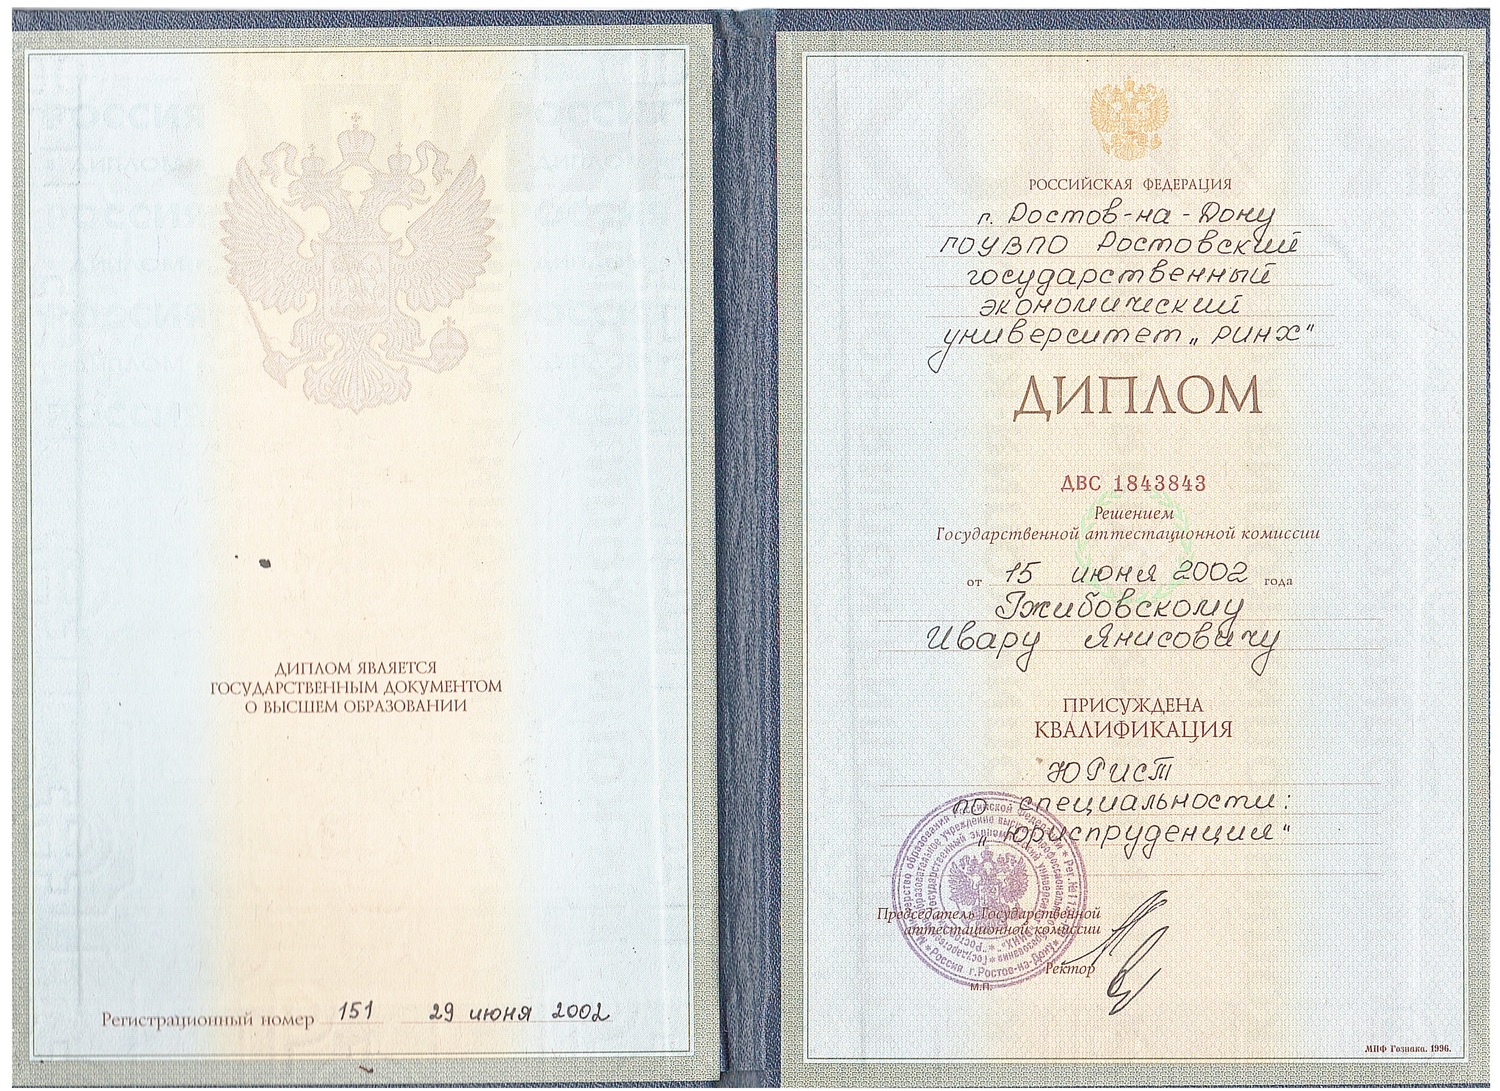 ДИПЛОМ ЯВЛЯЕТСЯ
ГОСУДАРСТВЕННЫМ ДОКУМЕНТОМ
О ВЫСШЕМ ОБРАЗОВАНИИ
Регистрационный номер 151 29 июня 2002
РОССИЙСКАЯ ФЕДЕРАЦИЯ
г. Ростов-на-Дону
ГОУВПО Ростовский
государственный
экономический
университет „РИНХ“
ДИПЛОМ
ДВС 1843843
Решением
Государственной аттестационной комиссии
от 15 июня 2002 года
Гжибовскому
Ивару Янисовичу
ПРИСУЖДЕНА
КВАЛИФИКАЦИЯ
ЮРИСТ
по специальности:
„Юриспруденция“
Председатель Государственной
аттестационной комиссии
Ректор
М.П.
МПФ Гознака. 1996.